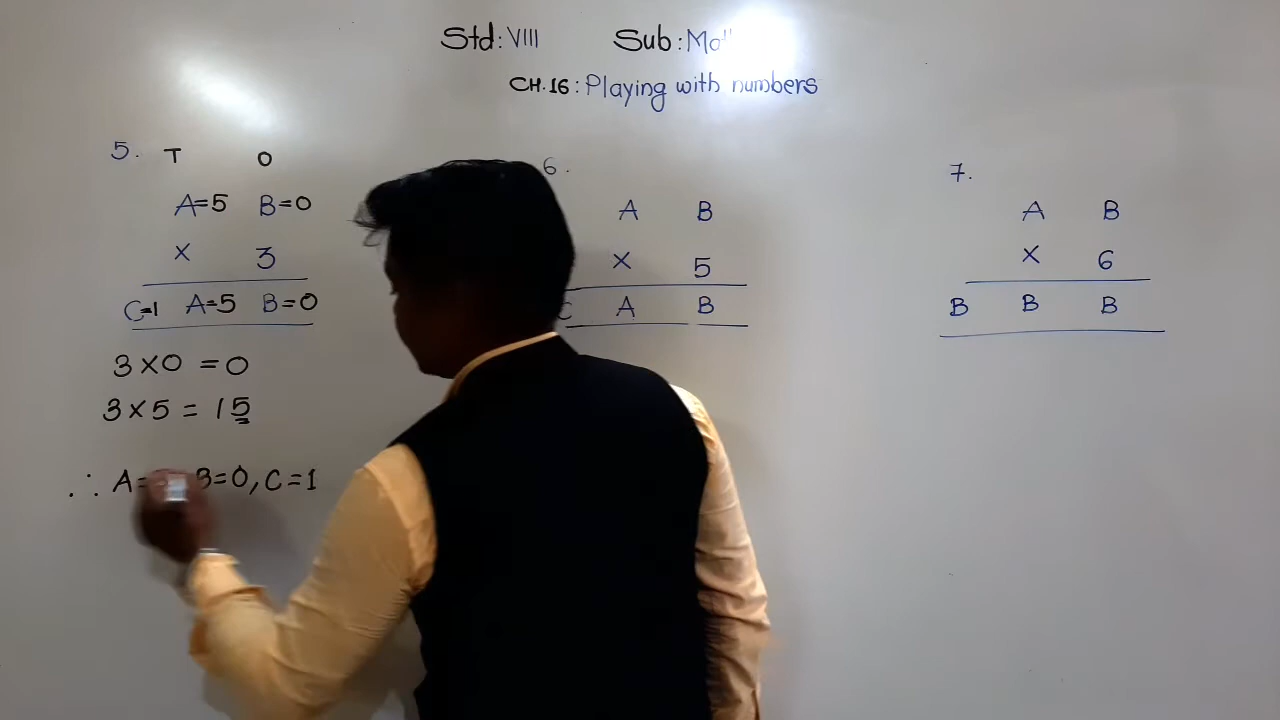 Std: VIII Sub:
CH.16: Playing with numbers
5. T O
A=5 B=0
× 3
C=1 A=5 B=0
3 × 0 = 0
3 × 5 = 15
∴ A= B=0, C=1
6.
A B
× 5
C A B
7.
A B
× 6
B B B